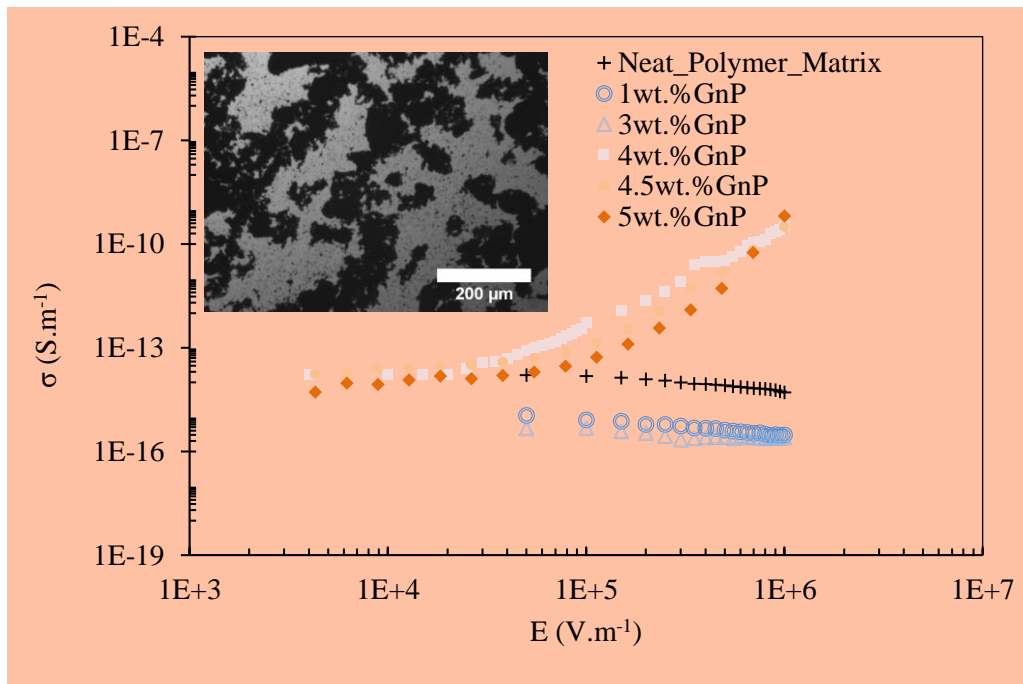 1E-4
1E-7
1E-10
1E-13
1E-16
1E-19
σ (S.m-1)
200 µm
Neat_Polymer_Matrix
1wt.%GnP
3wt.%GnP
4wt.%GnP
4.5wt.%GnP
5wt.%GnP
1E+3 1E+4 1E+5 1E+6 1E+7
E (V.m-1)